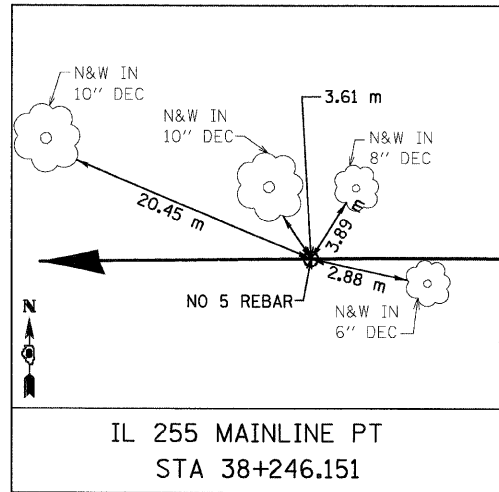 N&W IN
10" DEC
3.61 m
N&W IN
10" DEC
N&W IN
8" DEC
20.45 m
3.89 m
2.88 m
NO 5 REBAR
N&W IN
6" DEC
N
IL 255 MAINLINE PT
STA 38+246.151